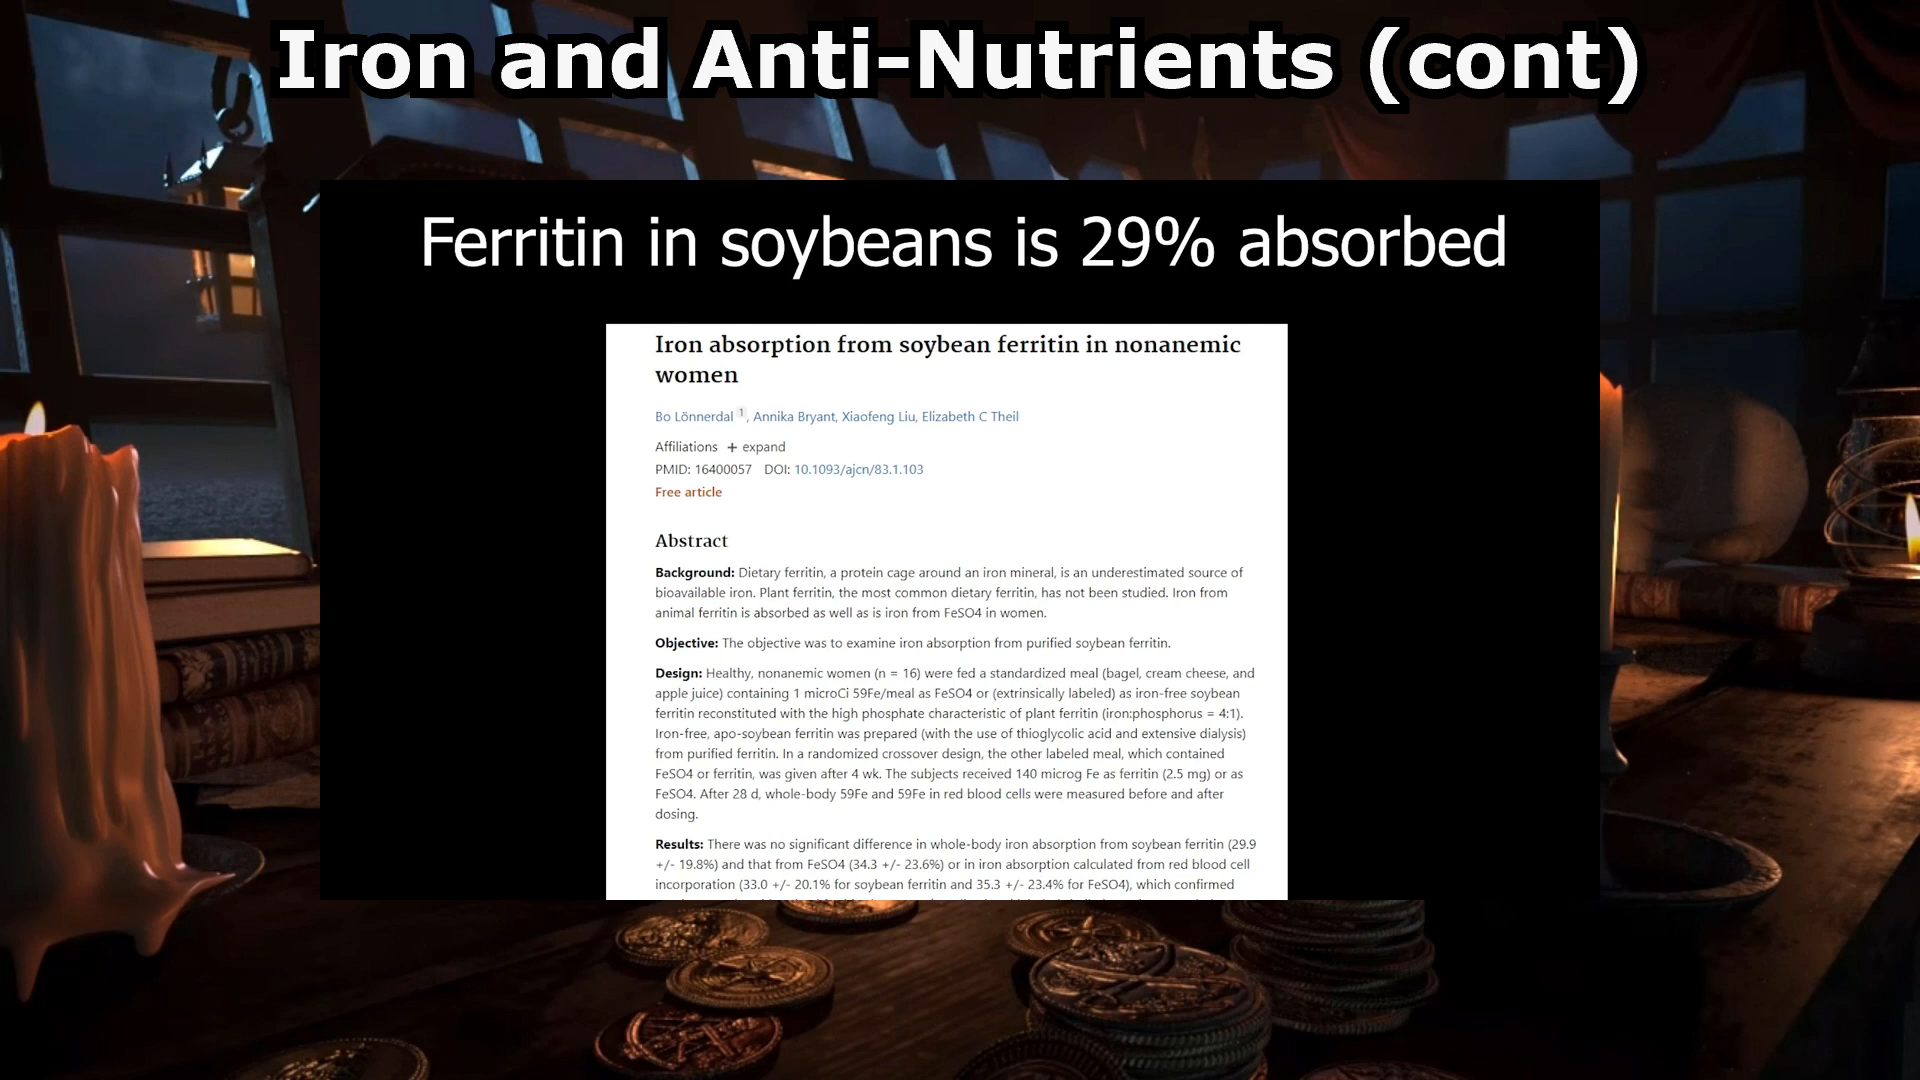 Iron and Anti-Nutrients (cont)
Ferritin in soybeans is 29% absorbed
Iron absorption from soybean ferritin in nonanemic
women
Bo Lönnerdal 1, Annika Bryant, Xiaofeng Liu, Elizabeth C Theil
Affiliations + expand
PMID: 16400057 DOI: 10.1093/ajcn/83.1.103
Free article
Abstract
Background: Dietary ferritin, a protein cage around an iron mineral, is an underestimated source of
bioavailable iron. Plant ferritin, the most common dietary ferritin, has not been studied. Iron from
animal ferritin is absorbed as well as is iron from FeSO4 in women.
Objective: The objective was to examine iron absorption from purified soybean ferritin.
Design: Healthy, nonanemic women (n = 16) were fed a standardized meal (bagel, cream cheese, and
apple juice) containing 1 microCi 59Fe/meal as FeSO4 or (extrinsically labeled) as iron-free soybean
ferritin reconstituted with the high phosphate characteristic of plant ferritin (iron:phosphorus = 4:1).
Iron-free, apo-soybean ferritin was prepared (with the use of thioglycolic acid and extensive dialysis)
from purified ferritin. In a randomized crossover design, the other labeled meal, which contained
FeSO4 or ferritin, was given after 4 wk. The subjects received 140 microg Fe as ferritin (2.5 mg) or as
FeSO4. After 28 d, whole-body 59Fe and 59Fe in red blood cells were measured before and after
dosing.
Results: There was no significant difference in whole-body iron absorption from soybean ferritin (29.9
+/- 19.8%) and that from FeSO4 (34.3 +/- 23.6%) or in iron absorption calculated from red blood cell
incorporation (33.0 +/- 20.1% for soybean ferritin and 35.3 +/- 23.4% for FeSO4), which confirmed